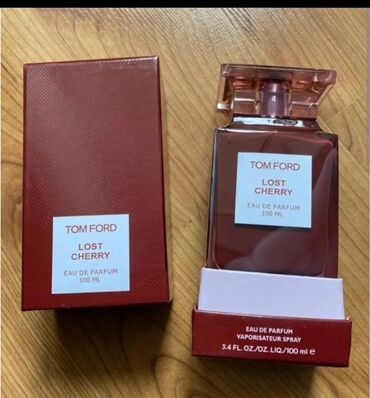 TOM FORD
LOST
CHERRY
EAU DE PARFUM
100 ML
TOM FORD
LOST
CHERRY
EAU DE PARFUM
100 ML
EAU DE PARFUM
VAPORISATEUR SPRAY
3.4 FL. OZ./OZ. LIQ./100 ml e